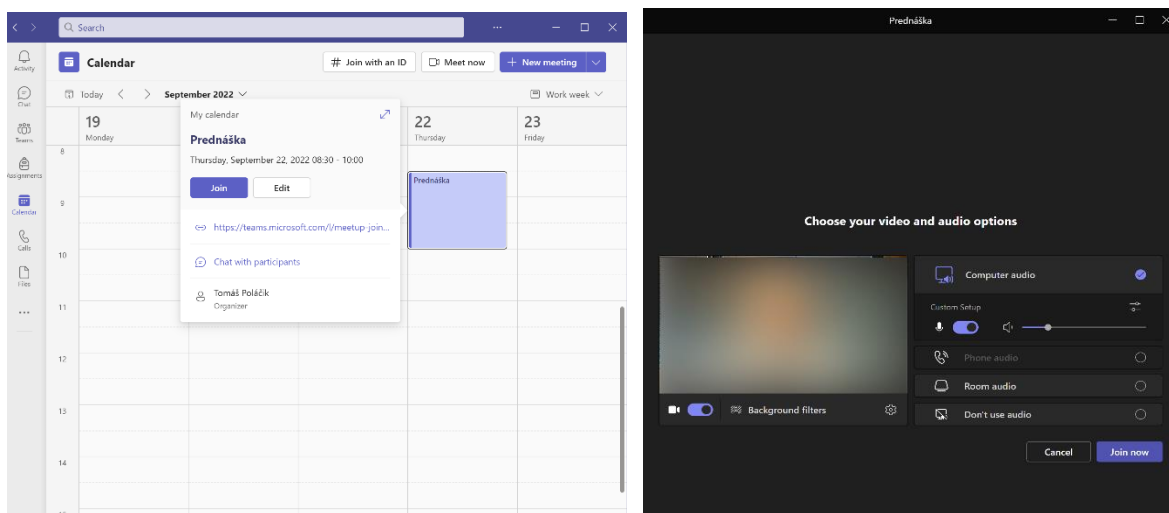 Search
Activity
Calendar
# Join with an ID
Meet now
+ New meeting
Chat
Today
September 2022
Work week
Teams
19
Monday
22
Thursday
23
Friday
My calendar
Prednáška
Thursday, September 22, 2022 08:30 - 10:00
Join
Edit
https://teams.microsoft.com/l/meetup-join...
Chat with participants
Tomáš Poláčik
Organizer
Prednáška
Assignments
Calendar
Calls
Files
...
8
9
10
11
12
13
14
Prednáška
Choose your video and audio options
Computer audio
Custom Setup
Phone audio
Room audio
Don't use audio
Background filters
Cancel
Join now